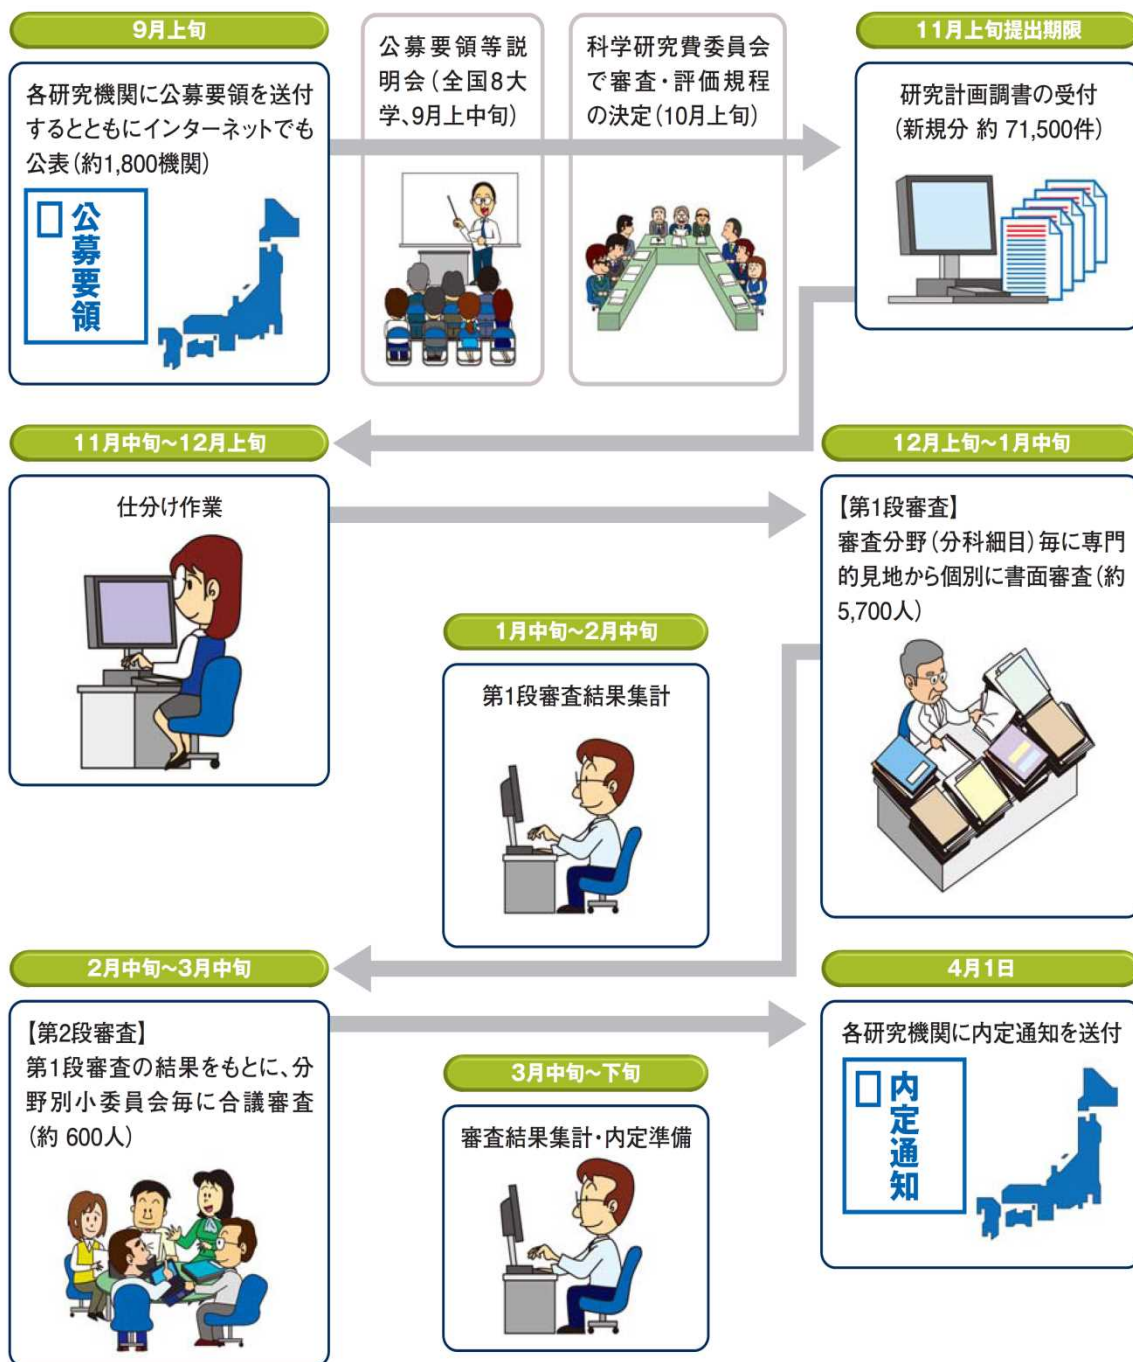 9月上旬
各研究機関に公募要領を送付
するとともにインターネットでも
公表(約1,800機関)
公募要領
公募要領等説
明会(全国8大
学、9月上中旬)
科学研究費委員会
で審査・評価規程
の決定(10月上旬)
11月上旬提出期限
研究計画調書の受付
(新規分 約 71,500件)
11月中旬~12月上旬
仕分け作業
12月上旬~1月中旬
【第1段審査】
審査分野(分科細目)毎に専門
的見地から個別に書面審査(約
5,700人)
1月中旬~2月中旬
第1段審査結果集計
2月中旬~3月中旬
【第2段審査】
第1段審査の結果をもとに、分
野別小委員会毎に合議審査
(約 600人)
3月中旬~下旬
審査結果集計・内定準備
4月1日
各研究機関に内定通知を送付
内定通知